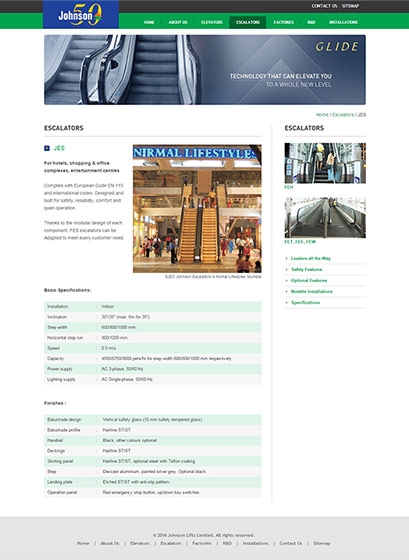 CONTACT US | SITEMAP
Johnson 50
HOME ABOUT US ELEVATORS ESCALATORS FACTORIES R&D INSTALLATIONS
GLIDE
TECHNOLOGY THAT CAN ELEVATE YOU
TO A WHOLE NEW LEVEL
Home / Escalators / JES
ESCALATORS
JES
For hotels, shopping & office
complexes, entertainment centres
Complies with European Code EN 115
and international codes. Designed and
built for safety, reliability, comfort and
quiet operation.
Thanks to the modular design of each
component, FES escalators can be
Adapted to meet every customer need.
NIRMAL LIFESTYLES
SJEC Johnson Escalators in Nirmal Lifestyles, Mumbai
Basic Specifications:
Installation : Indoor
Inclination : 30°/35° (max. 6m for 35°)
Step width : 600/800/1000 mm
Horizontal step run : 800/1200 mm
Speed : 0.5 m/s
Capacity : 4500/6750/9000 pers/hr for step width 600/800/1000 mm respectively
Power supply : AC 3-phase, 50/60 Hz
Lighting supply : AC Single-phase, 50/60 Hz
Finishes :
Balustrade design : Vertical safety glass (10 mm safety tempered glass)
Balustrade profile : Hairline ST/ST
Handrail : Black, other colours optional
Deckings : Hairline ST/ST
Skirting panel : Hairline ST/ST, optional steel with Teflon coating
Step : Die-cast aluminium, painted silver grey. Optional black
Landing plate : Etched ST/ST with anti-slip pattern
Operation panel : Red emergency stop button, up/down key switches
ESCALATORS
FEH
FET, FEF, FEW
Leaders all the Way
Safety Features
Optional Features
Notable Installations
Specifications
© 2014 Johnson Lifts Limited. All rights reserved.
Home | About Us | Elevators | Escalators | Factories | R&D | Installations | Contact Us | Sitemap